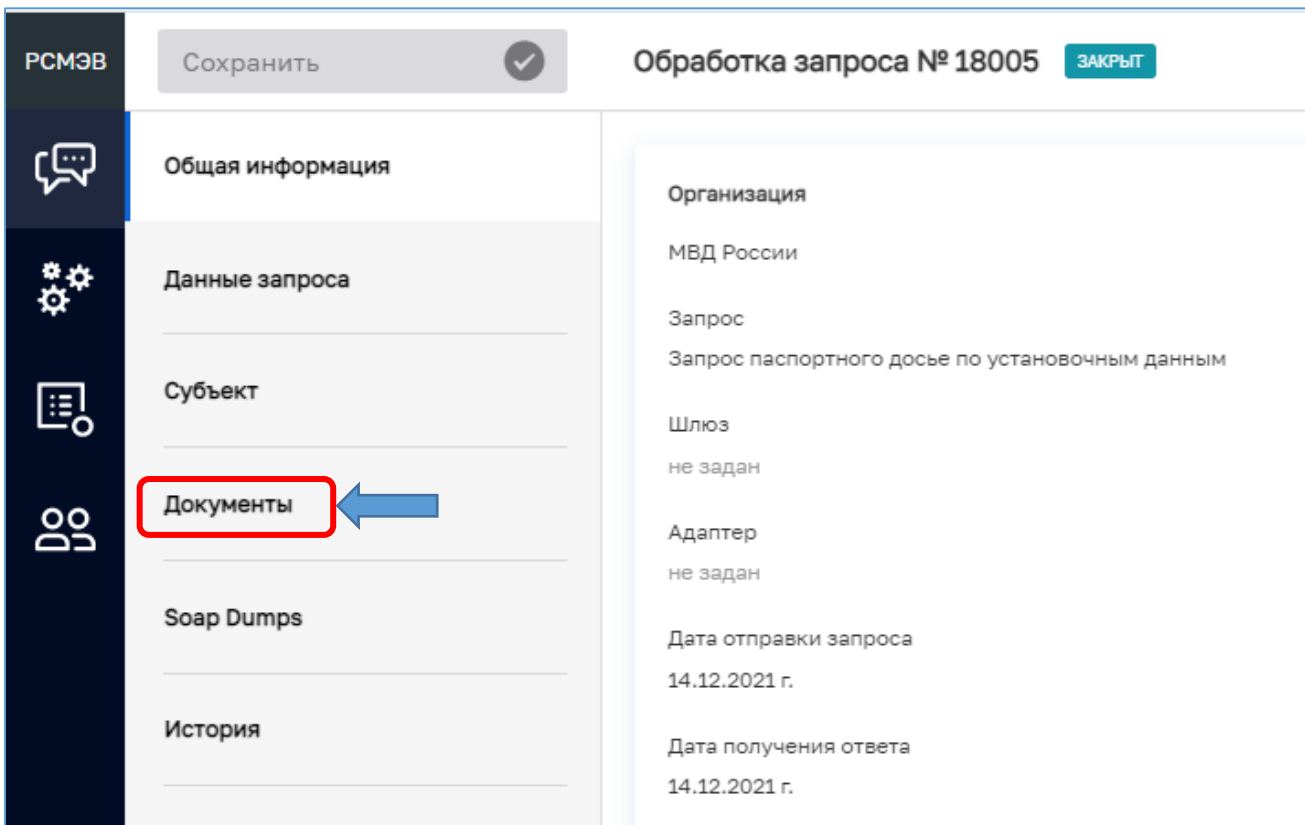 РСМЭВ
Сохранить
Обработка запроса № 18005
ЗАКРЫТ
Общая информация
Данные запроса
Субъект
Документы
Soap Dumps
История
Организация
МВД России
Запрос
Запрос паспортного досье по установочным данным
Шлюз
не задан
Адаптер
не задан
Дата отправки запроса
14.12.2021 г.
Дата получения ответа
14.12.2021 г.